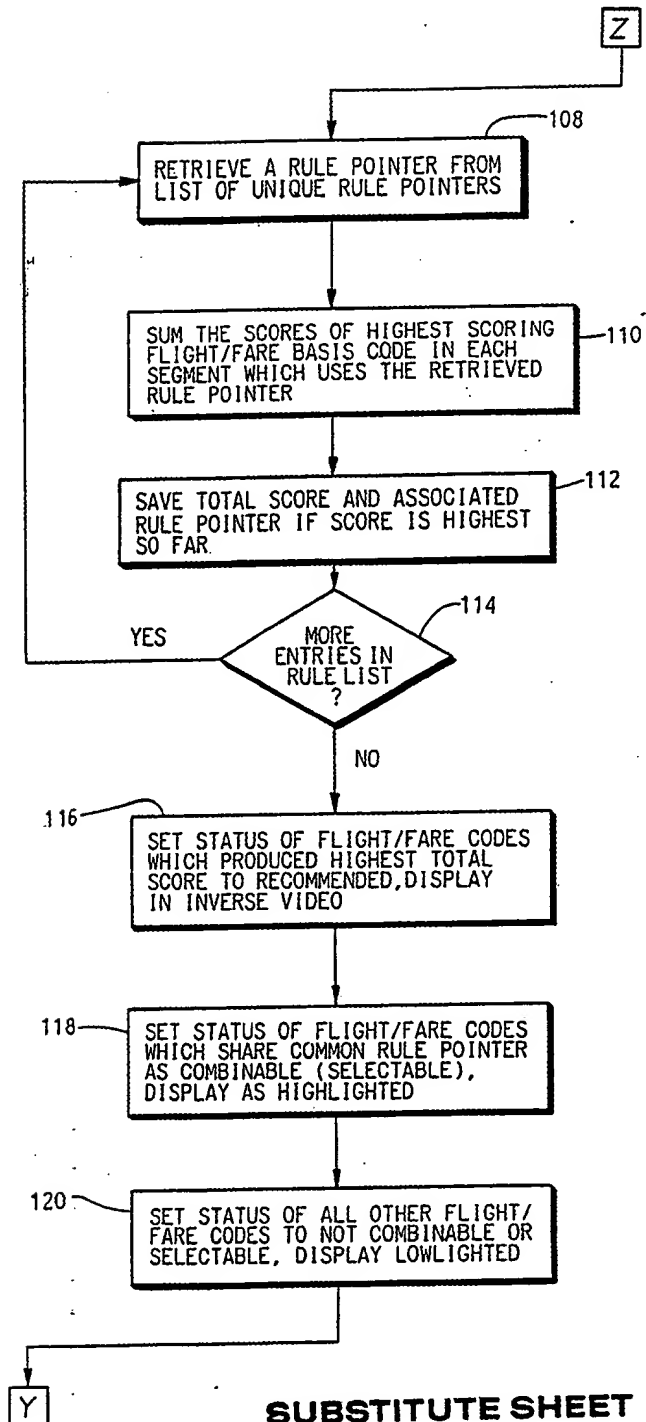 Z
108
RETRIEVE A RULE POINTER FROM
LIST OF UNIQUE RULE POINTERS
SUM THE SCORES OF HIGHEST SCORING
FLIGHT/FARE BASIS CODE IN EACH
SEGMENT WHICH USES THE RETRIEVED
RULE POINTER
110
SAVE TOTAL SCORE AND ASSOCIATED
RULE POINTER IF SCORE IS HIGHEST
SO FAR
112
114
YES
MORE
ENTRIES IN
RULE LIST
?
NO
116
SET STATUS OF FLIGHT/FARE CODES
WHICH PRODUCED HIGHEST TOTAL
SCORE TO RECOMMENDED, DISPLAY
IN INVERSE VIDEO
118
SET STATUS OF FLIGHT/FARE CODES
WHICH SHARE COMMON RULE POINTER
AS COMBINABLE (SELECTABLE),
DISPLAY AS HIGHLIGHTED
120
SET STATUS OF ALL OTHER FLIGHT/
FARE CODES TO NOT COMBINABLE OR
SELECTABLE, DISPLAY LOWLIGHTED
Y
SUBSTITUTE SHEET